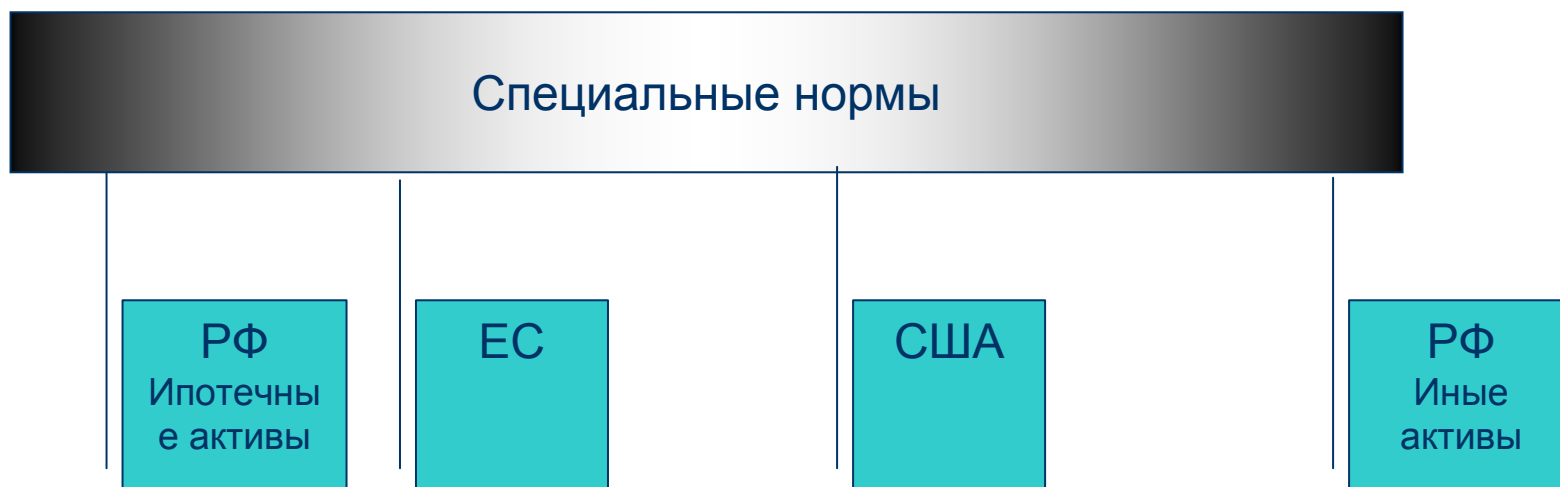 Специальные нормы
РФ
Ипотечны
е активы
ЕС
США
РФ
Иные
активы